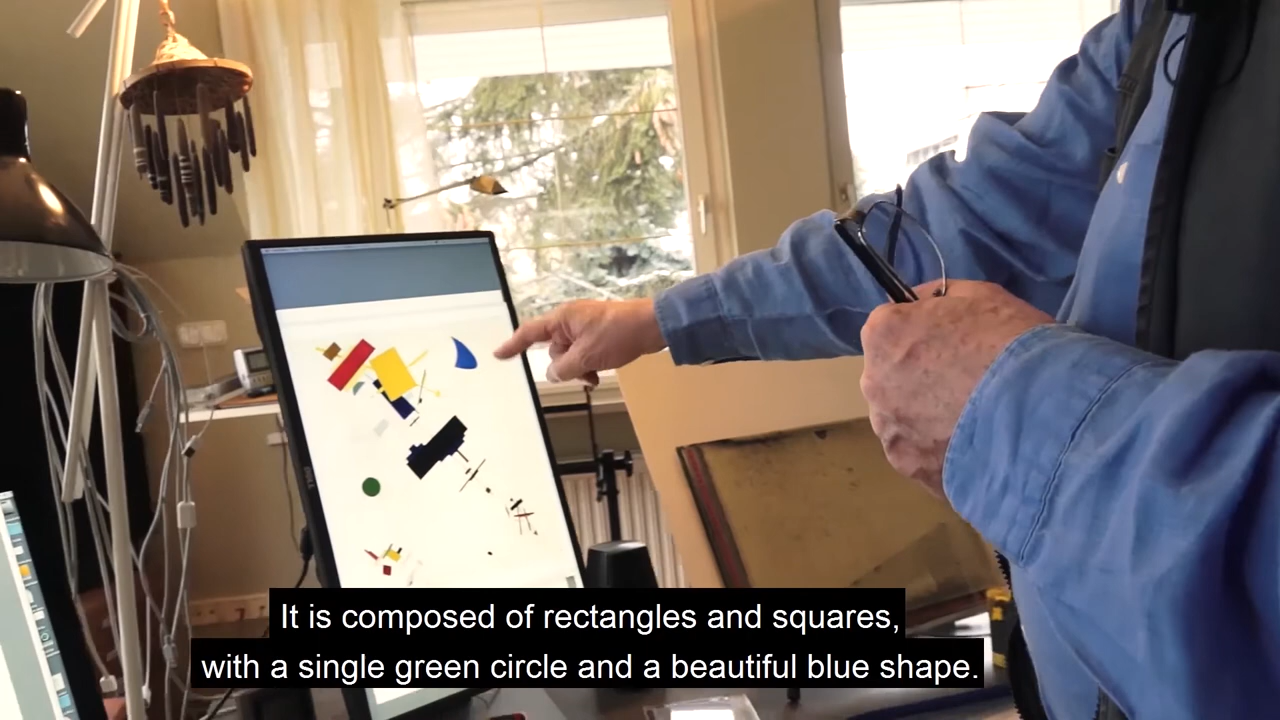 It is composed of rectangles and squares,
with a single green circle and a beautiful blue shape.